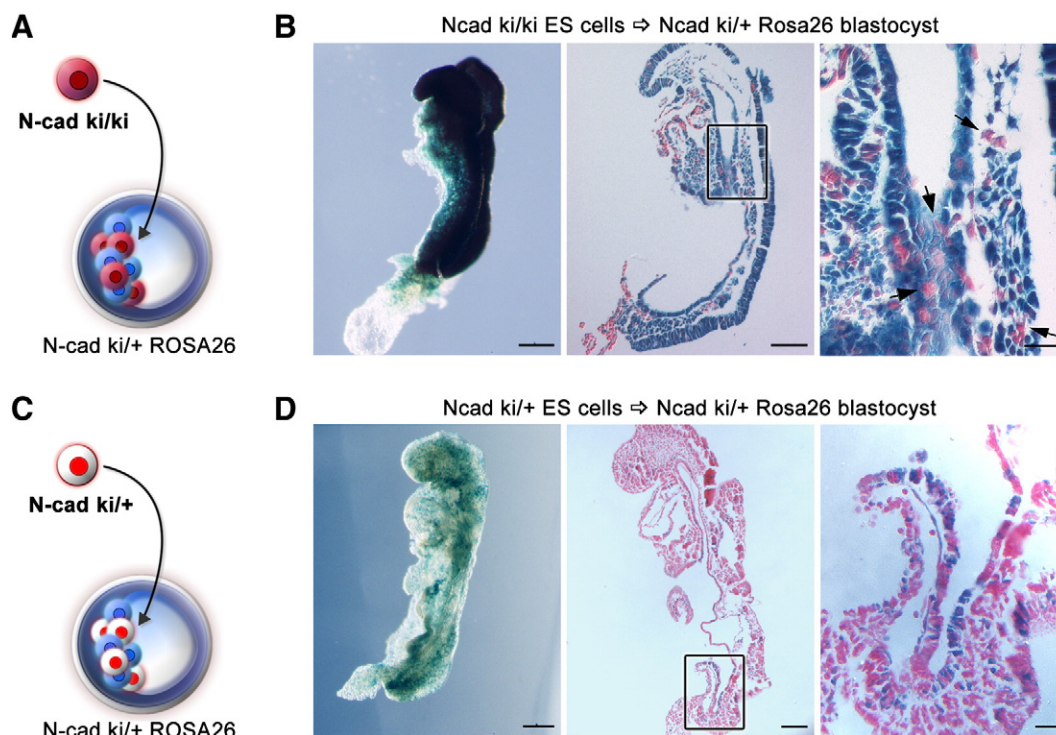 A
N-cad ki/ki
N-cad ki/+ ROSA26
B
Ncad ki/ki ES cells ⇨ Ncad ki/+ Rosa26 blastocyst
C
N-cad ki/+
N-cad ki/+ ROSA26
D
Ncad ki/+ ES cells ⇨ Ncad ki/+ Rosa26 blastocyst